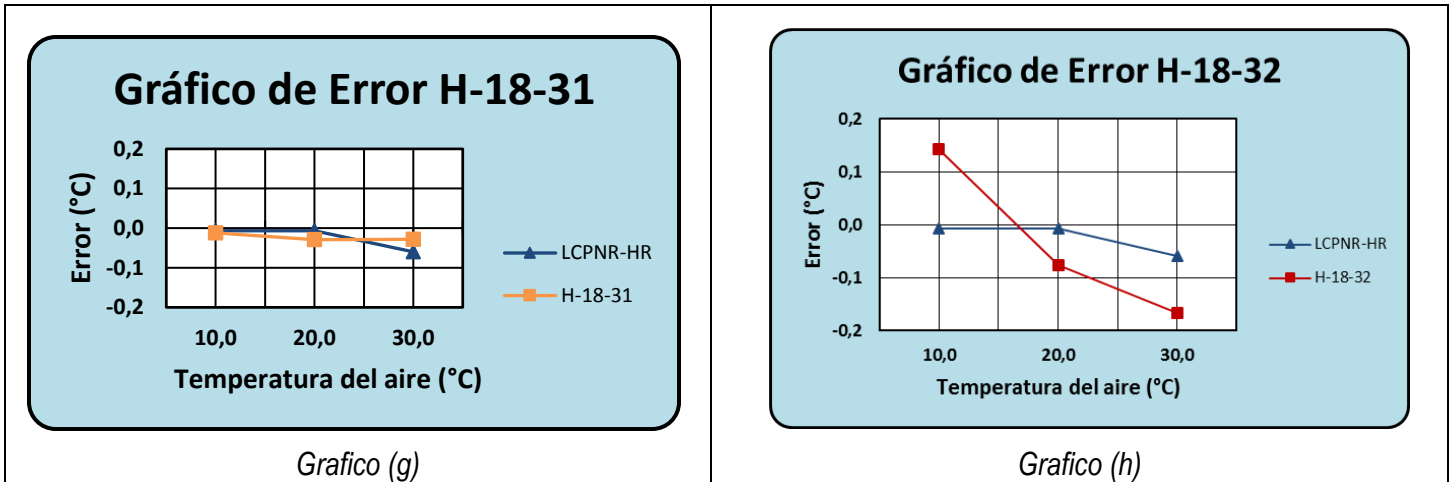 Gráfico de Error H-18-31
Error (°C)
0,2
0,1
0,0
-0,1
-0,2
10,0 20,0 30,0
Temperatura del aire (°C)
LCPNR-HR
H-18-31
Grafico (g)
Gráfico de Error H-18-32
Error (°C)
0,2
0,1
0,0
-0,1
-0,2
10,0 20,0 30,0
Temperatura del aire (°C)
LCPNR-HR
H-18-32
Grafico (h)